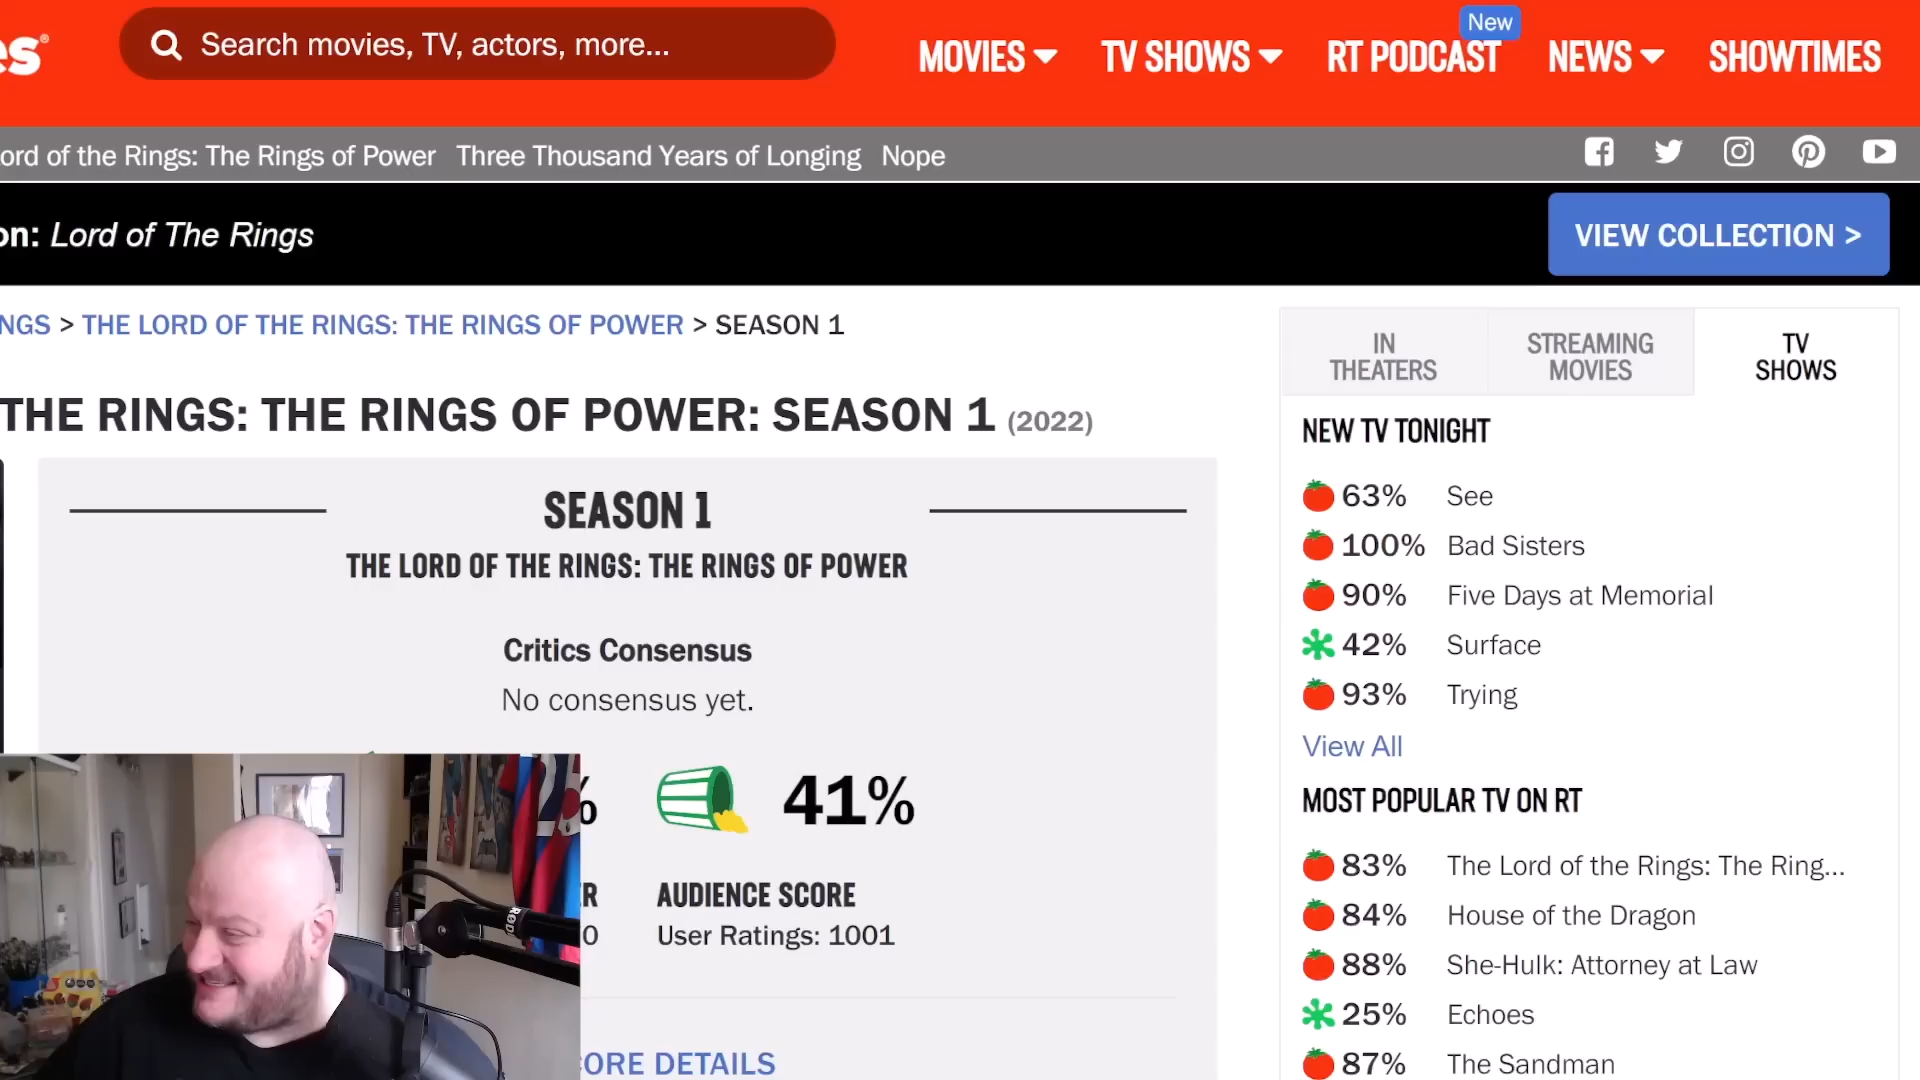 es
Search movies, TV, actors, more...
MOVIES
TV SHOWS
New
RT PODCAST
NEWS
SHOWTIMES
ord of the Rings: The Rings of Power Three Thousand Years of Longing Nope
on: Lord of The Rings
VIEW COLLECTION >
NGS > THE LORD OF THE RINGS: THE RINGS OF POWER > SEASON 1
THE RINGS: THE RINGS OF POWER: SEASON 1 (2022)
SEASON 1
THE LORD OF THE RINGS: THE RINGS OF POWER
Critics Consensus
No consensus yet.
%
41%
R
AUDIENCE SCORE
0
User Ratings: 1001
ORE DETAILS
IN THEATERS
STREAMING MOVIES
TV SHOWS
NEW TV TONIGHT
63% See
100% Bad Sisters
90% Five Days at Memorial
42% Surface
93% Trying
View All
MOST POPULAR TV ON RT
83% The Lord of the Rings: The Ring...
84% House of the Dragon
88% She-Hulk: Attorney at Law
25% Echoes
87% The Sandman
RØDE